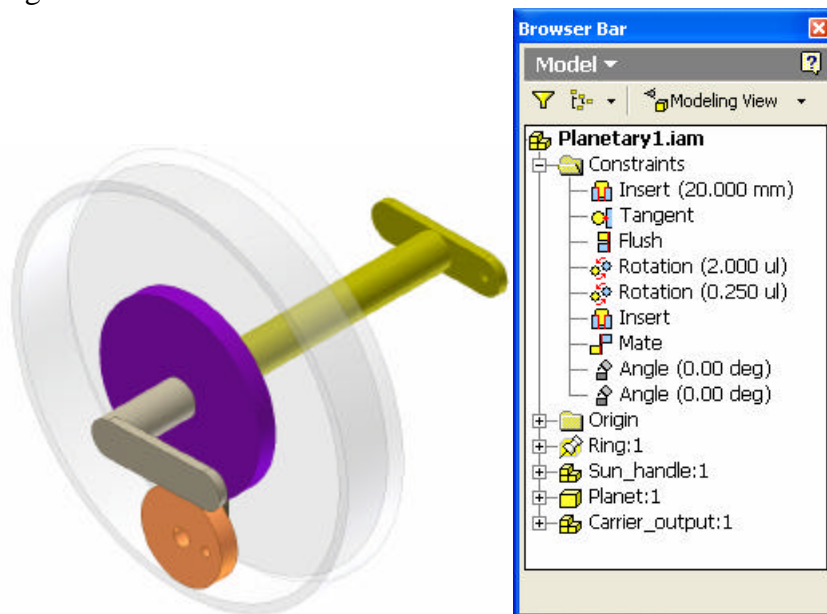 Browser Bar
Model
Modeling View
Planetary1.iam
Constraints
Insert (20.000 mm)
Tangent
Flush
Rotation (2.000 ul)
Rotation (0.250 ul)
Insert
Mate
Angle (0.00 deg)
Angle (0.00 deg)
Origin
Ring:1
Sun_handle:1
Planet:1
Carrier_output:1